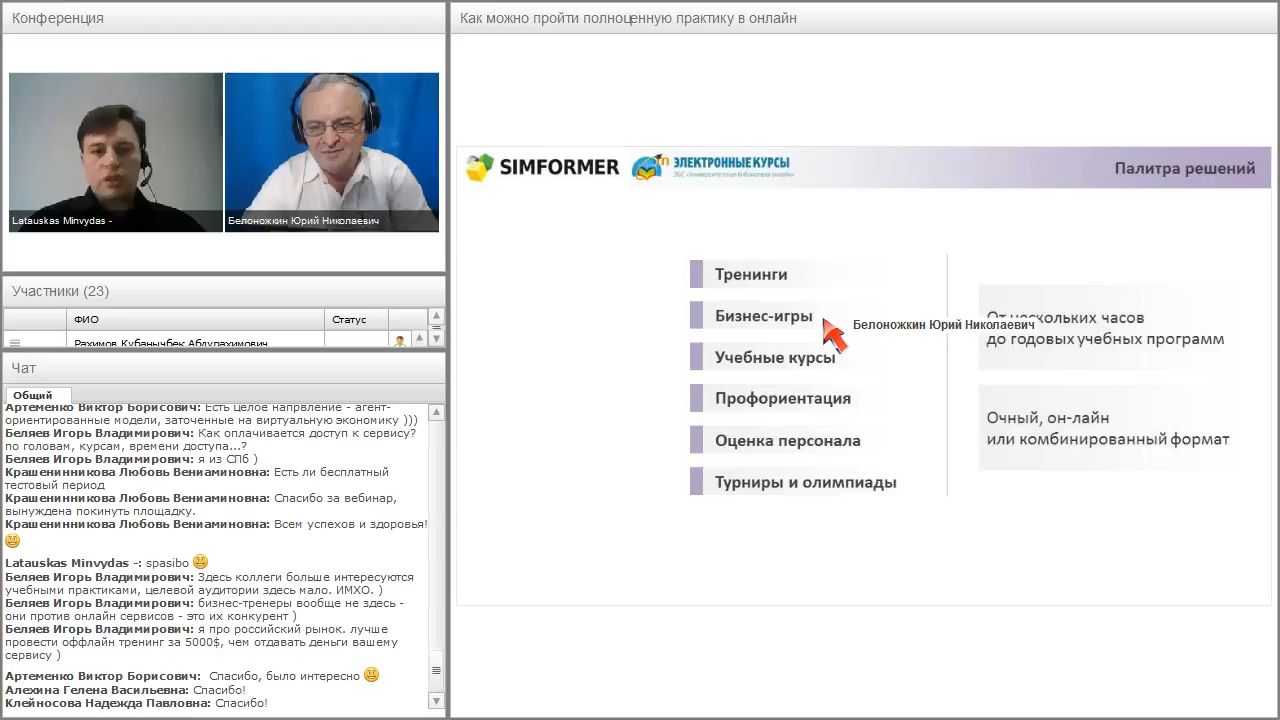 Конференция
Latauskas Minvydas -
Белоножкин Юрий Николаевич
Участники (23)
ФИО
Статус
Рахимов Кубанычбек Абдулахимович
Чат
Общий
Артеменко Виктор Борисович: Есть целое напрвление - агент-
ориентированные модели, заточенные на виртуальную экономику )))
Беляев Игорь Владимирович: Как оплачивается доступ к сервису?
по головам, курсам, времени доступа...?
Беляев Игорь Владимирович: я из СПб )
Крашенинникова Любовь Вениаминовна: Есть ли бесплатный
тестовый период
Крашенинникова Любовь Вениаминовна: Спасибо за вебинар,
вынуждена покинуть площадку.
Крашенинникова Любовь Вениаминовна: Всем успехов и здоровья!
Latauskas Minvydas -: spasibo
Беляев Игорь Владимирович: Здесь коллеги больше интересуются
учебными практиками, целевой аудитории здесь мало. ИМХО. )
Беляев Игорь Владимирович: бизнес-тренеры вообще не здесь -
они против онлайн сервисов - это их конкурент )
Беляев Игорь Владимирович: я про российский рынок. лучше
провести оффлайн тренинг за 5000$, чем отдавать деньги вашему
сервису )
Артеменко Виктор Борисович: Спасибо, было интересно
Алехина Гелена Васильевна: Спасибо!
Клейносова Надежда Павловна: Спасибо!
Как можно пройти полноценную практику в онлайн
SIMFORMER
ЭЛЕКТРОННЫЕ КУРСЫ
ЭБС «Университетская библиотека онлайн»
Палитра решений
Тренинги
Бизнес-игры
Учебные курсы
Профориентация
Оценка персонала
Турниры и олимпиады
Белоножкин Юрий Николаевич
От нескольких часов
до годовых учебных программ
Очный, он-лайн
или комбинированный формат